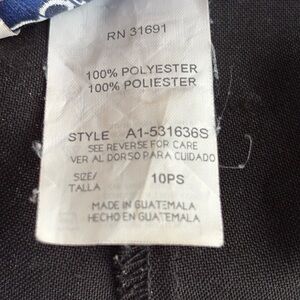 RN 31691
100% POLYESTER
100% POLIESTER
STYLE A1-531636S
SEE REVERSE FOR CARE
VER AL DORSO PARA CUIDADO
SIZE/
TALLA 10PS
MADE IN GUATEMALA
HECHO EN GUATEMALA